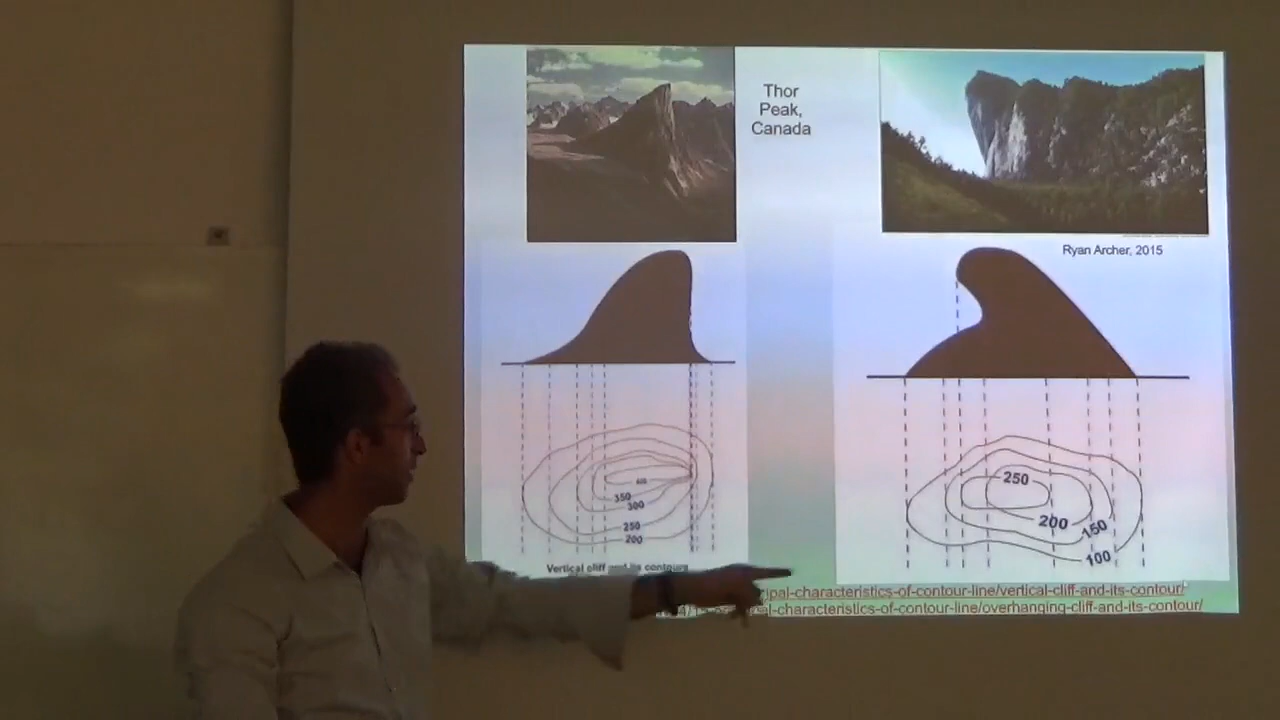 Thor
Peak,
Canada
Ryan Archer, 2015
400
350
300
250
200
Vertical cliff and its contours
250
200
150
100
ipal-characteristics-of-contour-line/vertical-cliff-and-its-contour/
al-characteristics-of-contour-line/overhanging-cliff-and-its-contour/